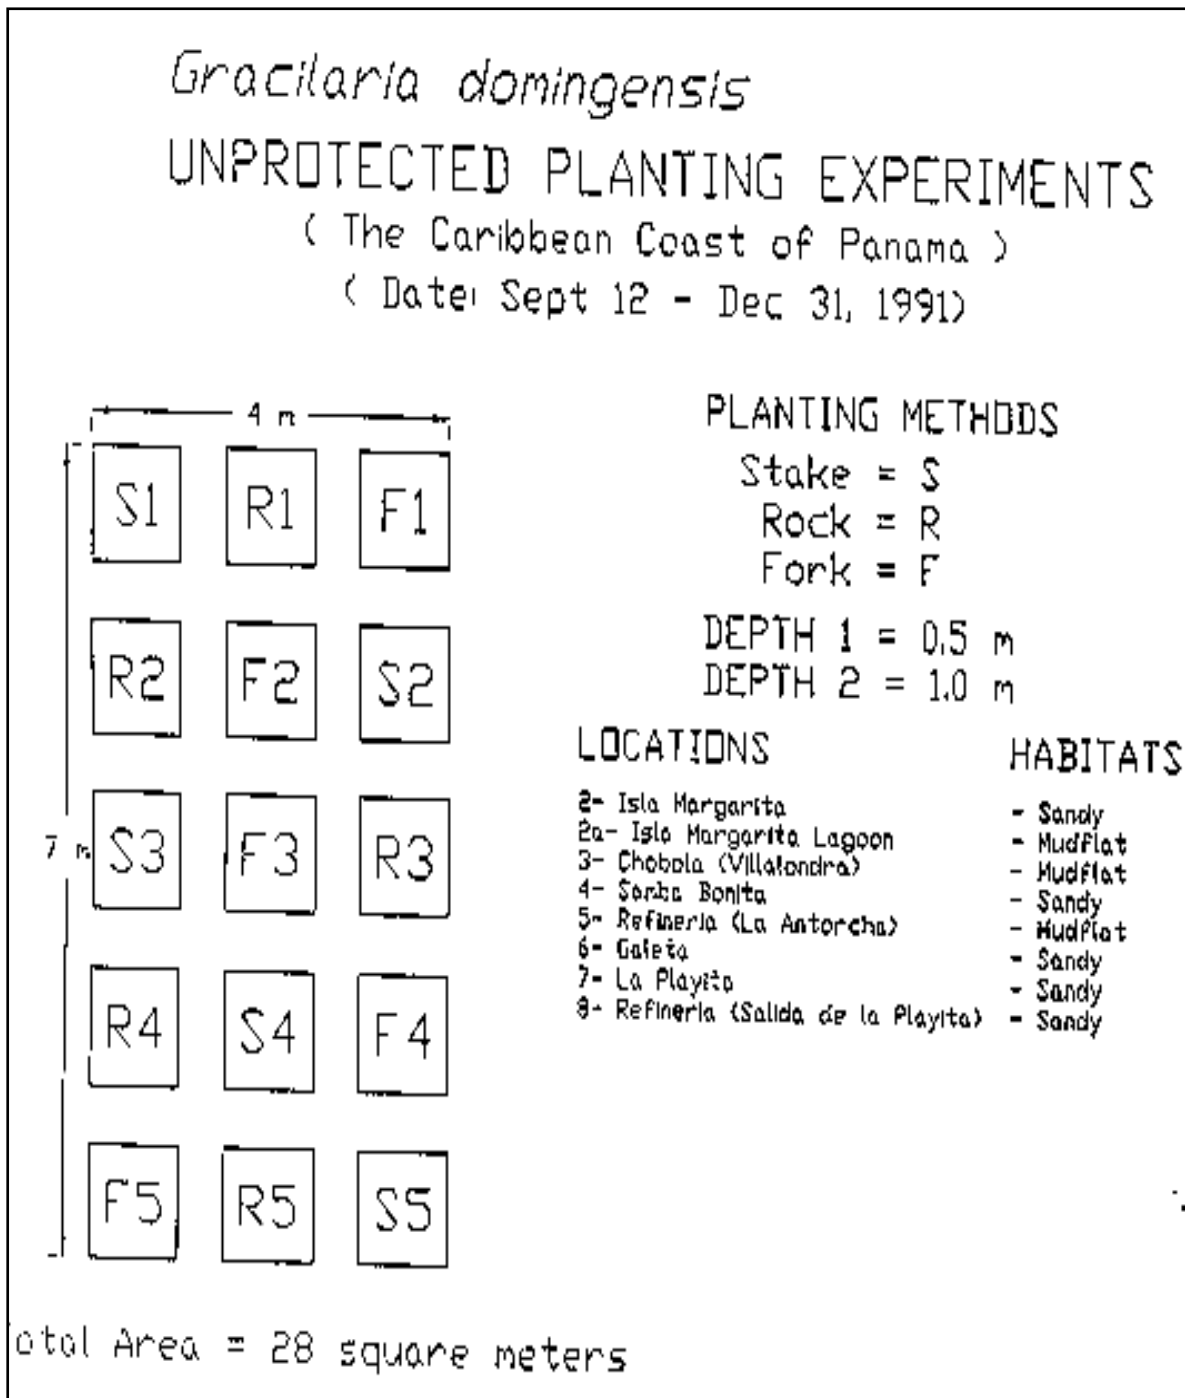 Gracilaria domingensis
UNPROTECTED PLANTING EXPERIMENTS
( The Caribbean Coast of Panama )
( Date: Sept 12 - Dec 31, 1991)
4 m
S1 R1 F1
R2 F2 S2
7 m
S3 F3 R3
R4 S4 F4
F5 R5 S5
otal Area = 28 square meters
PLANTING METHODS
Stake = S
Rock = R
Fork = F
DEPTH 1 = 0.5 m
DEPTH 2 = 1.0 m
LOCATIONS HABITATS
2- Isla Margarita - Sandy
2a- Isla Margarita Lagoon - Mudflat
3- Chobola (Villalondra) - Mudflat
4- Bonita - Sandy
5- Refineria (La Antorcha) - Mudflat
6- Galeta - Sandy
7- La Playita - Sandy
8- Refineria (Salida de la Playita) - Sandy